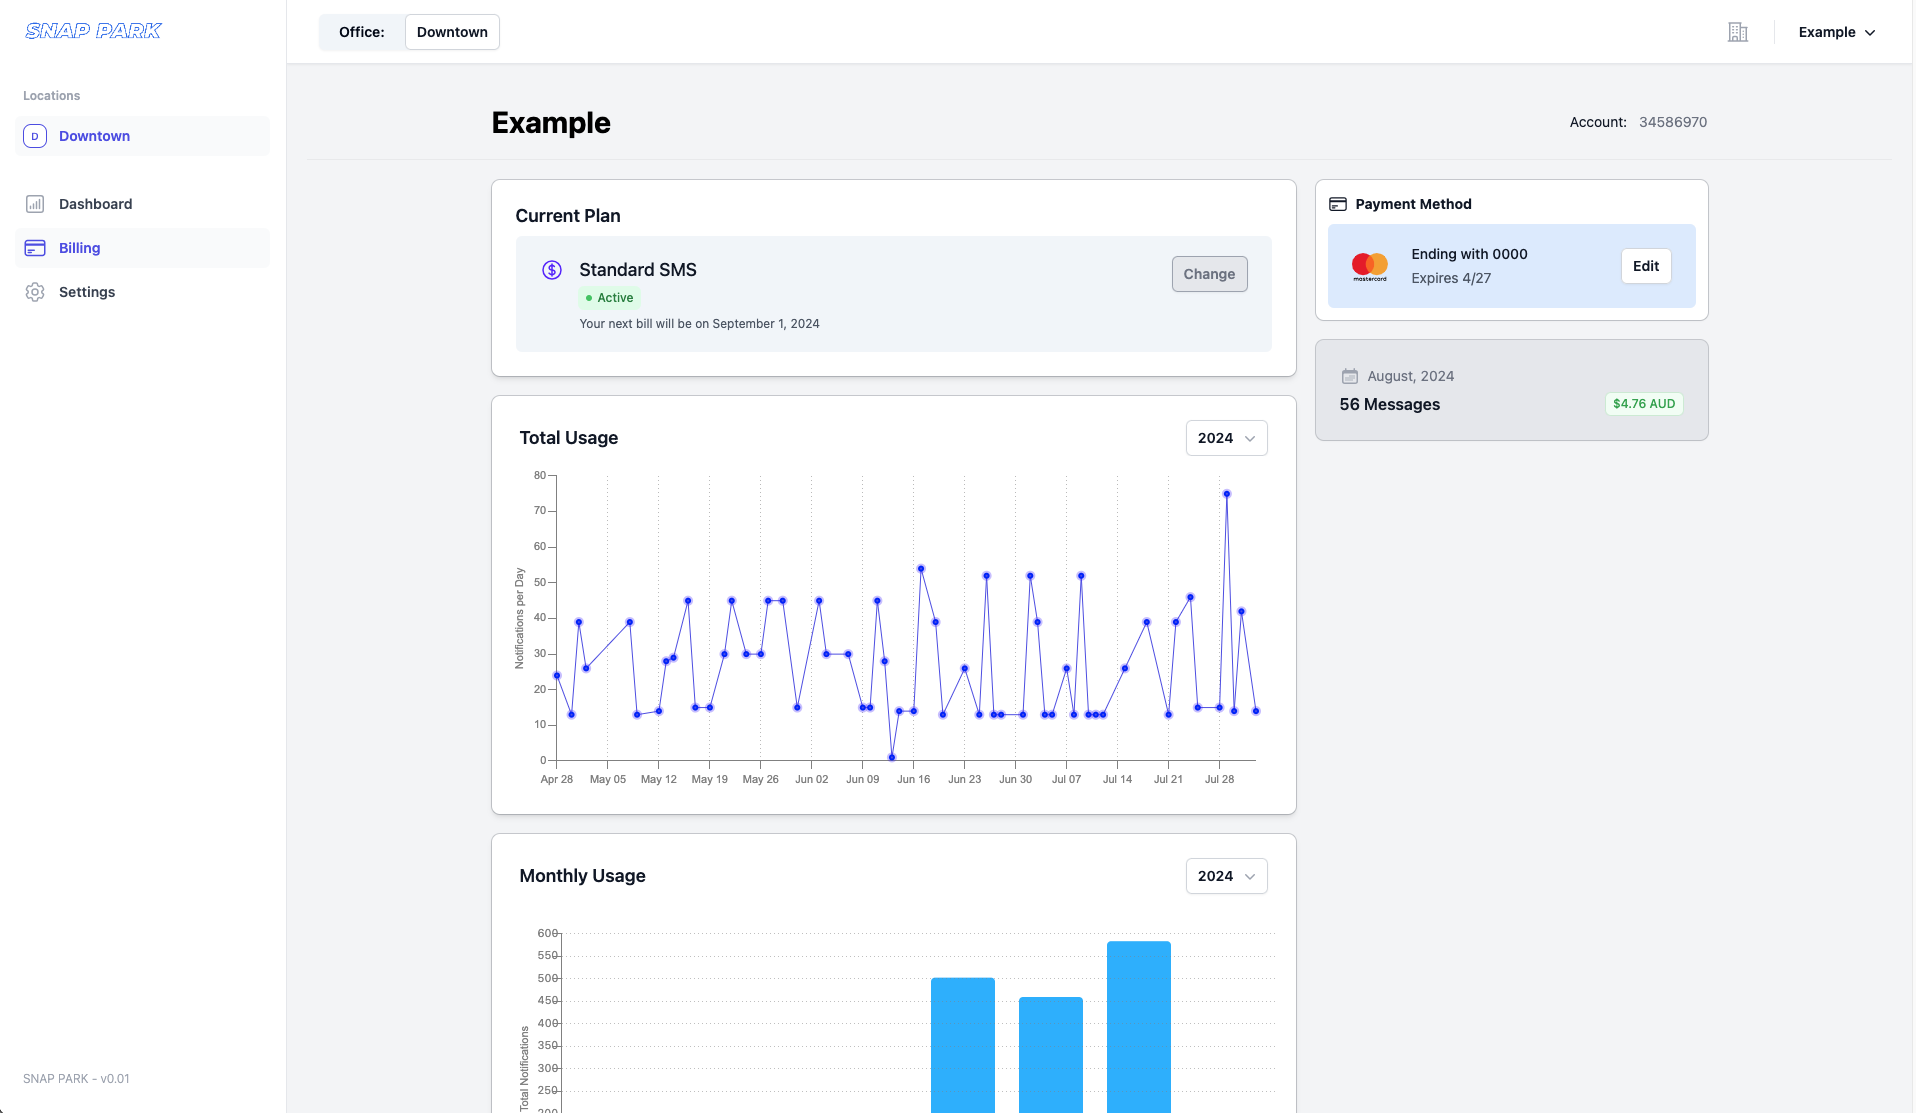 SNAP PARK
Office: Downtown
Example
Locations
D Downtown
Dashboard
Billing
Settings
SNAP PARK - v0.01
Example
Account: 34586970
Current Plan
Standard SMS
Active
Your next bill will be on September 1, 2024
Change
Payment Method
mastercard
Ending with 0000
Expires 4/27
Edit
August, 2024
56 Messages
$4.76 AUD
Total Usage
2024
Notifications per Day
80
70
60
50
40
30
20
10
0
Apr 28 May 05 May 12 May 19 May 26 Jun 02 Jun 09 Jun 16 Jun 23 Jun 30 Jul 07 Jul 14 Jul 21 Jul 28
Monthly Usage
2024
Total Notifications
600
550
500
450
400
350
300
250
200